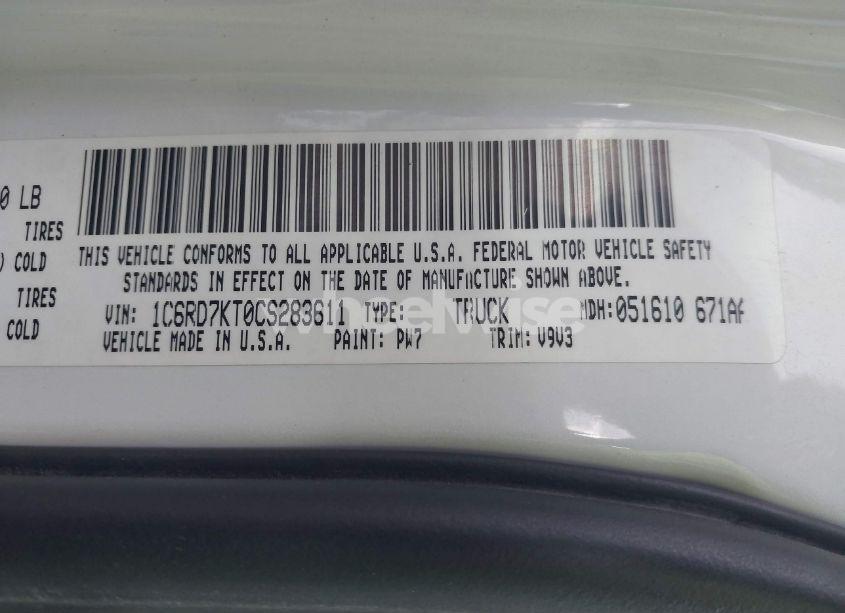 0 LB
TIRES
) COLD
TIRES
COLD
THIS VEHICLE CONFORMS TO ALL APPLICABLE U.S.A. FEDERAL MOTOR VEHICLE SAFETY
STANDARDS IN EFFECT ON THE DATE OF MANUFACTURE SHOWN ABOVE.
VIN: 1C6RD7KT0CS283611 TYPE: TRUCK MDH:051610 671AA
VEHICLE MADE IN U.S.A. PAINT: PW7 TRIM: V9V3
wheelwise